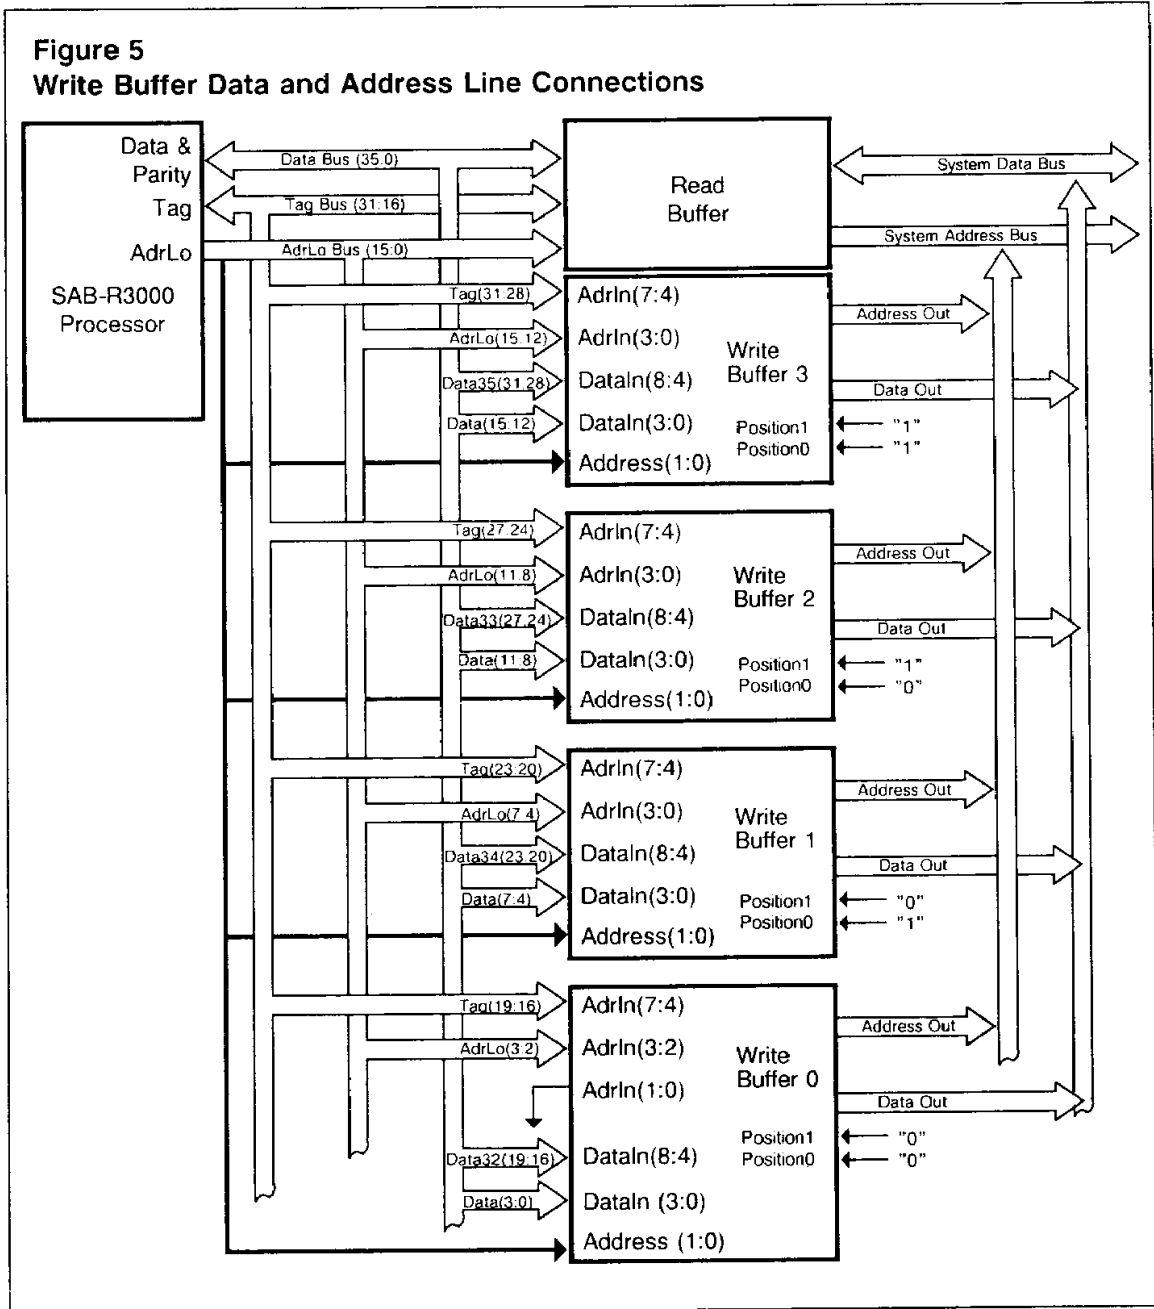 Figure 5
Write Buffer Data and Address Line Connections
Data &
Parity
Tag
AdrLo
SAB-R3000
Processor
Data Bus (35.0)
Tag Bus (31:16)
AdrLo Bus (15:0)
Read
Buffer
System Data Bus
System Address Bus
Tag(31:28)
AdrLo(15:12)
Data35(31:28)
Data(15:12)
AdrIn(7:4)
AdrIn(3:0)
DataIn(8:4)
DataIn(3:0)
Address(1:0)
Write
Buffer 3
Position1
Position0
"1"
"1"
Address Out
Data Out
Tag(27:24)
AdrLo(11:8)
Data33(27:24)
Data(11:8)
AdrIn(7:4)
AdrIn(3:0)
DataIn(8:4)
DataIn(3:0)
Address(1:0)
Write
Buffer 2
Position1
Position0
"1"
"0"
Address Out
Data Out
Tag(23:20)
AdrLo(7:4)
Data34(23:20)
Data(7:4)
AdrIn(7:4)
AdrIn(3:0)
DataIn(8:4)
DataIn(3:0)
Address(1:0)
Write
Buffer 1
Position1
Position0
"0"
"1"
Address Out
Data Out
Tag(19:16)
AdrLo(3:2)
Data32(19:16)
Data(3:0)
AdrIn(7:4)
AdrIn(3:2)
AdrIn(1:0)
DataIn(8:4)
DataIn (3:0)
Address (1:0)
Write
Buffer 0
Position1
Position0
"0"
"0"
Address Out
Data Out